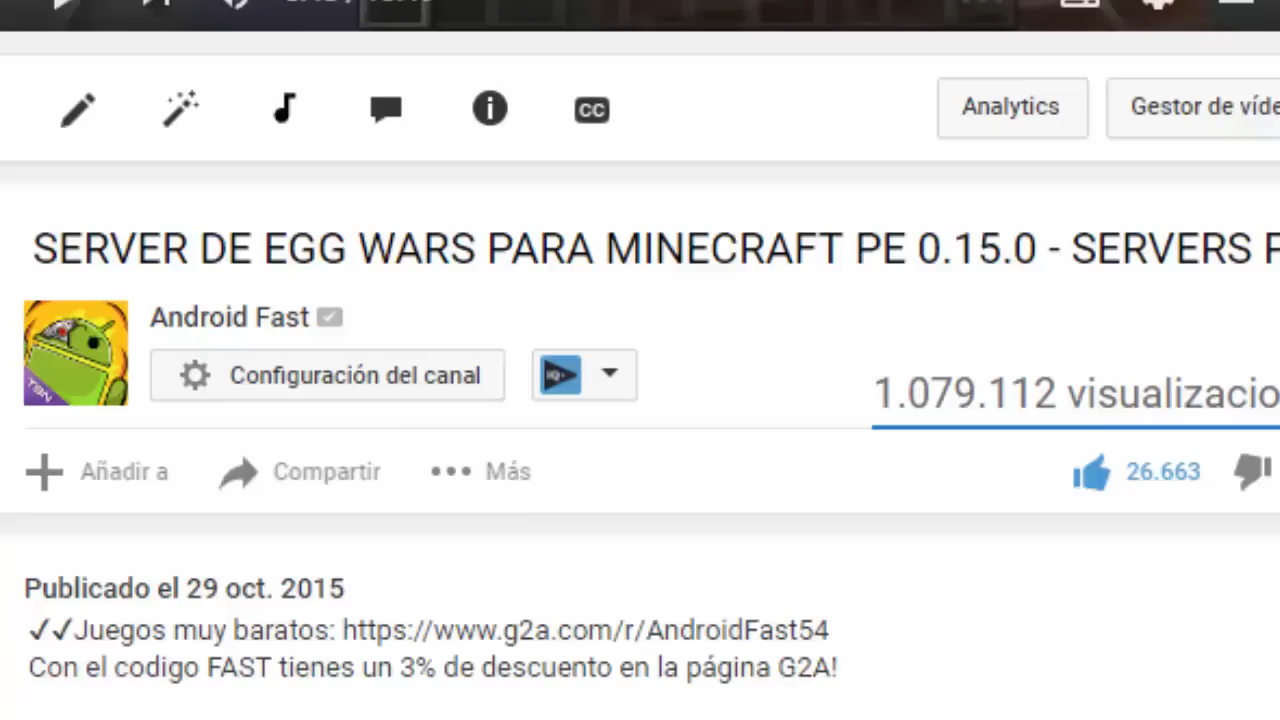 CC
Analytics
Gestor de víde
SERVER DE EGG WARS PARA MINECRAFT PE 0.15.0 - SERVERS
Android Fast
TGN
Configuración del canal
1.079.112 visualizacio
Añadir a
Compartir
Más
26.663
Publicado el 29 oct. 2015
✓✓Juegos muy baratos: https://www.g2a.com/r/AndroidFast54
Con el codigo FAST tienes un 3% de descuento en la página G2A!